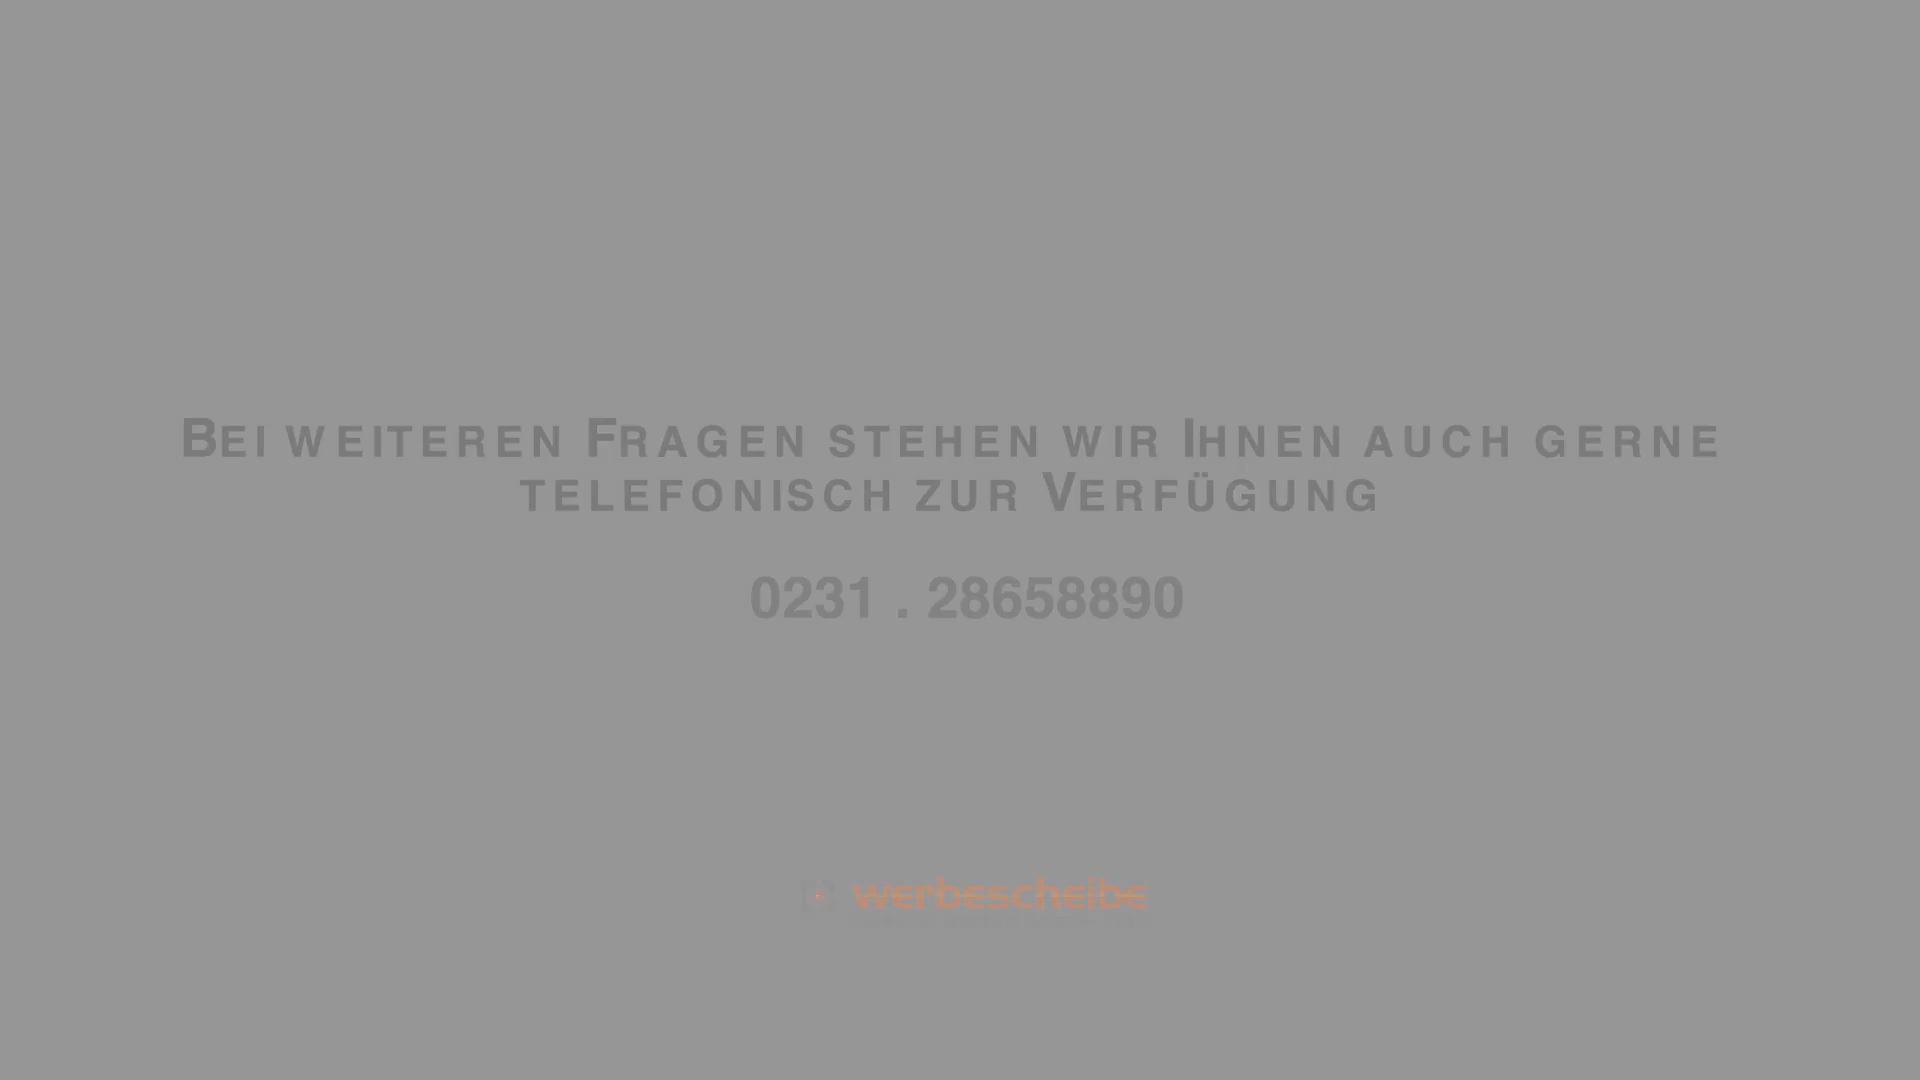 BEI WEITEREN FRAGEN STEHEN WIR IHNEN AUCH GERNE
TELEFONISCH ZUR VERFÜGUNG
0231 . 28658890
werbescheibe